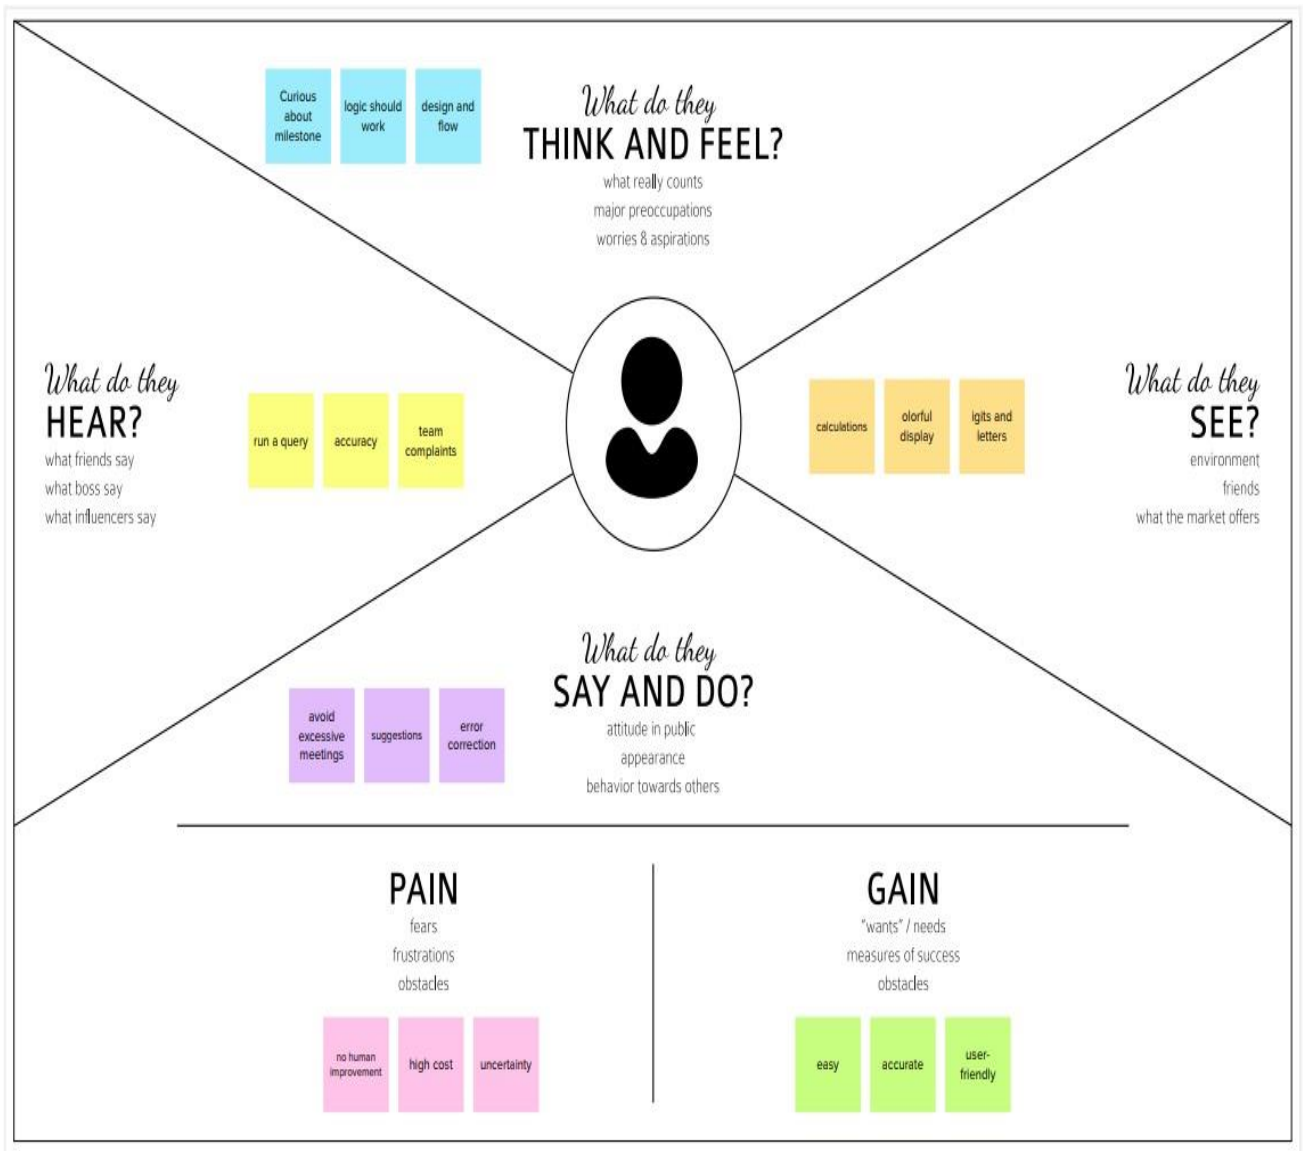 Curious
about
milestone
logic should
work
design and
flow
What do they
THINK AND FEEL?
what really counts
major preoccupations
worries & aspirations
What do they
HEAR?
what friends say
what boss say
what influencers say
run a query
accuracy
team
complaints
calculations
olorful
display
igits and
letters
What do they
SEE?
environment
friends
what the market offers
What do they
SAY AND DO?
attitude in public
appearance
behavior towards others
avoid
excessive
meetings
suggestions
error
correction
PAIN
fears
frustrations
obstacles
no human
improvement
high cost
uncertainty
GAIN
"wants" / needs
measures of success
obstacles
easy
accurate
user-
friendly